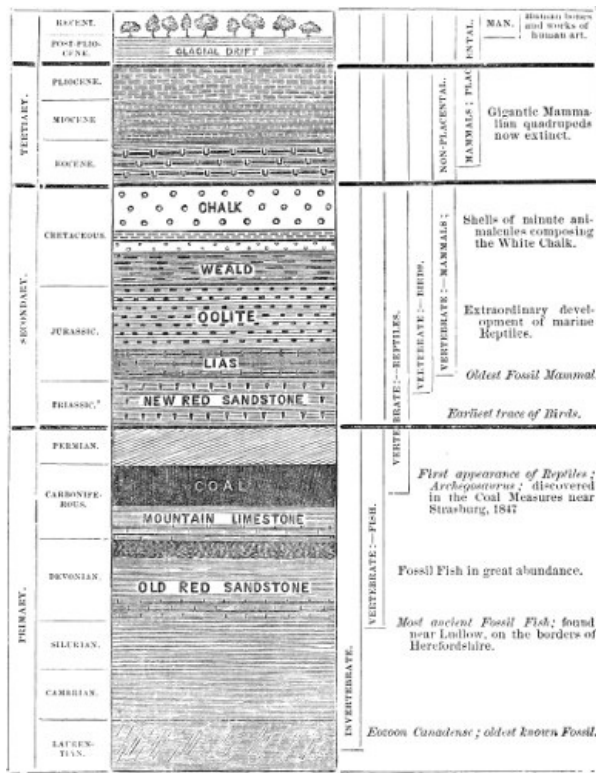 RECENT.
POST-PLIO-
CENE.
GLACIAL DRIFT
MAN.
Human bones
and works of
human art.
TERTIARY.
PLIOCENE.
MIOCENE
EOCENE.
NON-PLACENTAL.
MAMMALS; PLACENTAL.
Gigantic Mamma-
lian quadrupeds
now extinct.
SECONDARY.
CRETACEOUS.
CHALK
WEALD
JURASSIC.
OOLITE
LIAS
TRIASSIC.*
NEW RED SANDSTONE
VERTEBRATE:—REPTILES.
VERTEBRATE:—BIRDS.
VERTEBRATE:—MAMMALS;
Shells of minute ani-
malcules composing
the White Chalk.
Extraordinary devel-
opment of marine
Reptiles.
Oldest Fossil Mammal.
Earliest trace of Birds.
PRIMARY.
PERMIAN.
CARBONIFE-
ROUS.
COAL
MOUNTAIN LIMESTONE
DEVONIAN.
OLD RED SANDSTONE
SILURIAN.
CAMBRIAN.
LAUREN-
TIAN.
INVERTEBRATE.
VERTEBRATE:—FISH.
First appearance of Reptiles;
Archegosaurus; discovered
in the Coal Measures near
Strasburg, 1847
Fossil Fish in great abundance.
Most ancient Fossil Fish; found
near Ludlow, on the borders of
Herefordshire.
Eozoon Canadense; oldest known Fossil.